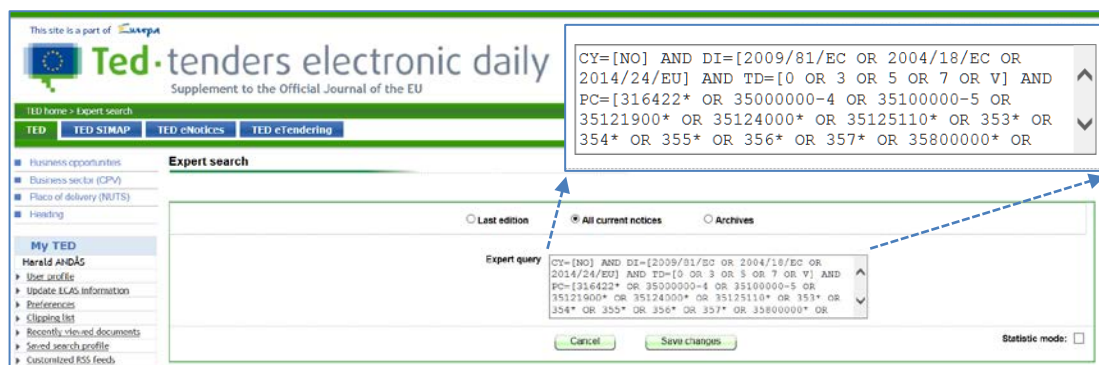 This site is a part of Europa
Ted · tenders electronic daily
Supplement to the Official Journal of the EU
TED home > Expert search
TED TED SIMAP TED eNotices TED eTendering
CY=[NO] AND DI=[2009/81/EC OR 2004/18/EC OR
2014/24/EU] AND TD=[0 OR 3 OR 5 OR 7 OR V] AND
PC=[316422* OR 35000000-4 OR 35100000-5 OR
35121900* OR 35124000* OR 35125110* OR 353* OR
354* OR 355* OR 356* OR 357* OR 35800000* OR
Business opportunities
Business sector (CPV)
Place of delivery (NUTS)
Heading
My TED
Harald ANDÅS
User profile
Update ECAS information
Preferences
Clipping list
Recently viewed documents
Saved search profile
Customized RSS feeds
Expert search
Last edition All current notices Archives
Expert query
CY=[NO] AND DI=[2009/81/EC OR 2004/18/EC OR
2014/24/EU] AND TD=[0 OR 3 OR 5 OR 7 OR V] AND
PC=[316422* OR 35000000-4 OR 35100000-5 OR
35121900* OR 35124000* OR 35125110* OR 353* OR
354* OR 355* OR 356* OR 357* OR 35800000* OR
Cancel Save changes
Statistic mode: